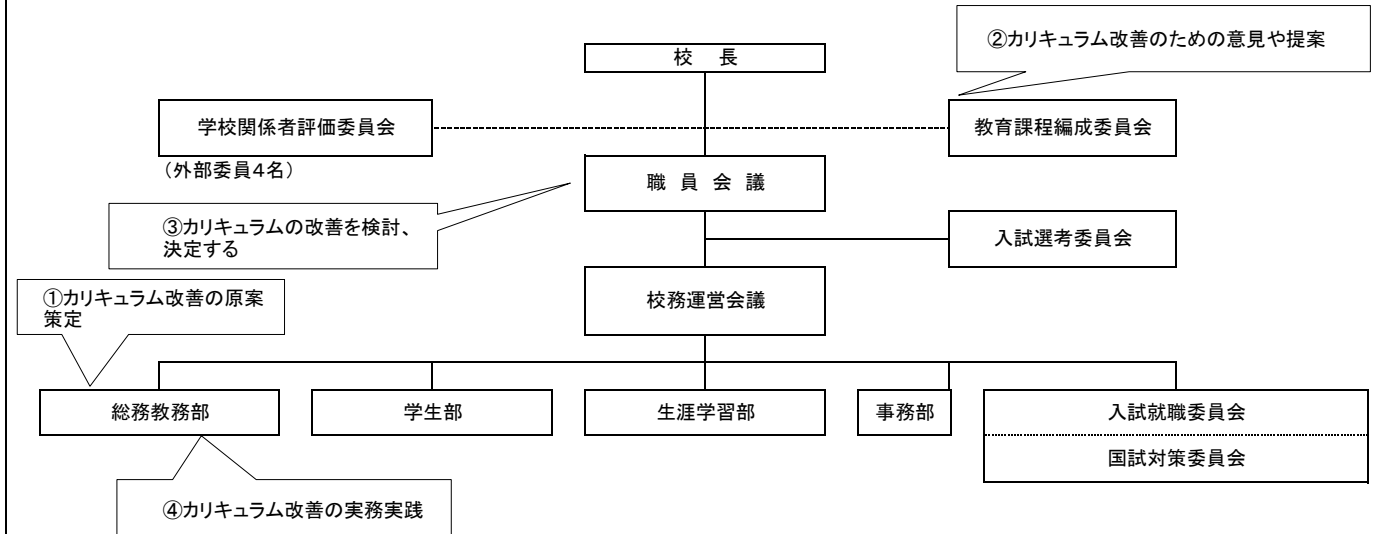 校　長
②カリキュラム改善のための意見や提案
学校関係者評価委員会
教育課程編成委員会
（外部委員4名）
職 員 会 議
③カリキュラムの改善を検討、
決定する
入試選考委員会
校務運営会議
①カリキュラム改善の原案
策定
総務教務部
学生部
生涯学習部
事務部
入試就職委員会
国試対策委員会
④カリキュラム改善の実務実践